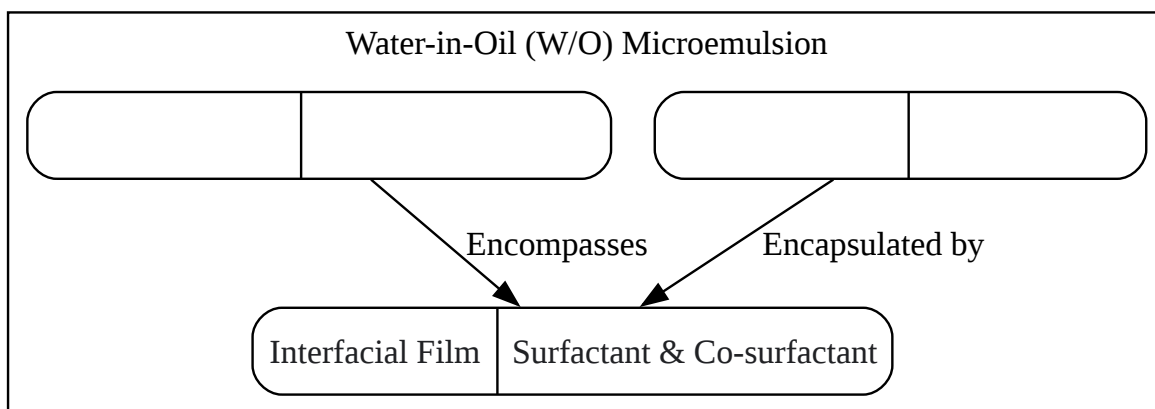 Water-in-Oil (W/O) Microemulsion
Encompasses
Encapsulated by
Interfacial Film
Surfactant & Co-surfactant